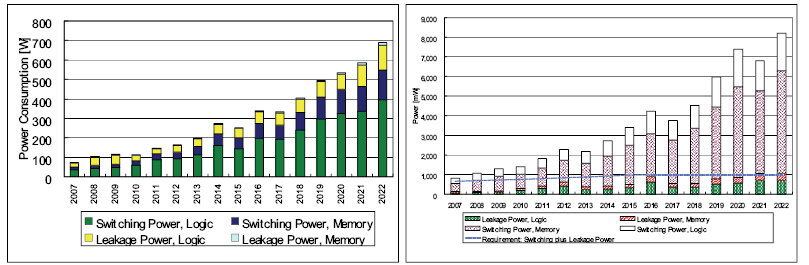 800
700
600
500
400
300
200
100
0
Power Consumption [W]
2007 2008 2009 2010 2011 2012 2013 2014 2015 2016 2017 2018 2019 2020 2021 2022
Switching Power, Logic Switching Power, Memory
Leakage Power, Logic Leakage Power, Memory
9,000
8,000
7,000
6,000
5,000
4,000
3,000
2,000
1,000
0
Power [mW]
2007 2008 2009 2010 2011 2012 2013 2014 2015 2016 2017 2018 2019 2020 2021 2022
Leakage Power, Logic Leakage Power, Memory
Switching Power, Memory Switching Power, Logic
Requirement: Switching plus Leakage Power